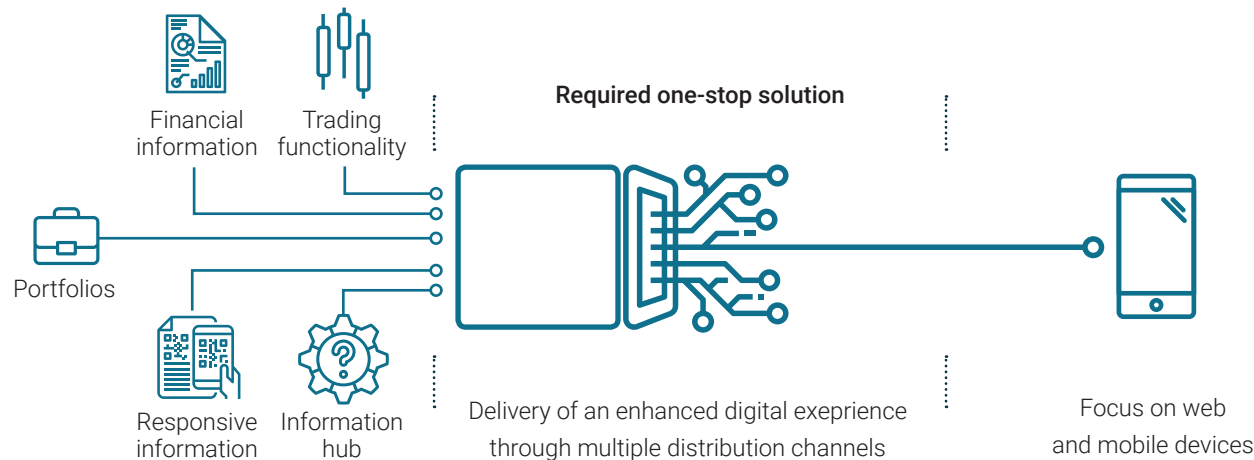 Financial
information
Trading
functionality
Portfolios
Responsive
information
Information
hub
Required one-stop solution
Delivery of an enhanced digital exeprience
through multiple distribution channels
Focus on web
and mobile devices